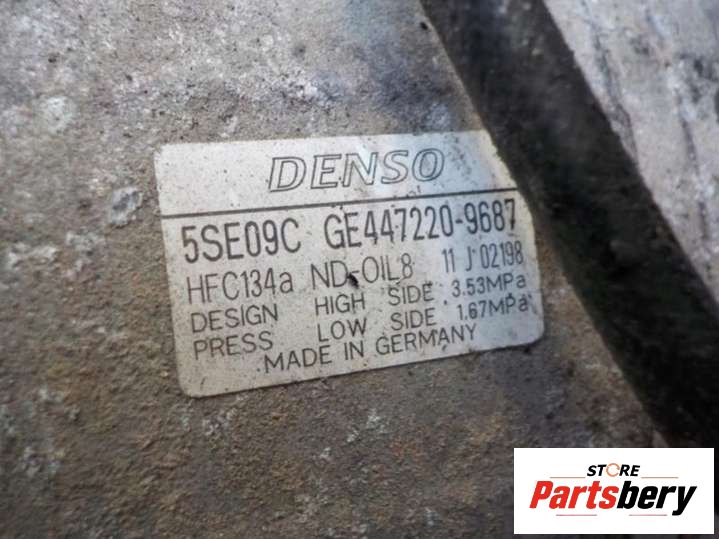 DENSO
5SE09C GE447220-9687
HFC134a ND-OIL8 11 J 02198
DESIGN HIGH SIDE 3.53MPa
PRESS LOW SIDE 1.67MPa
MADE IN GERMANY
STORE
Partsbery